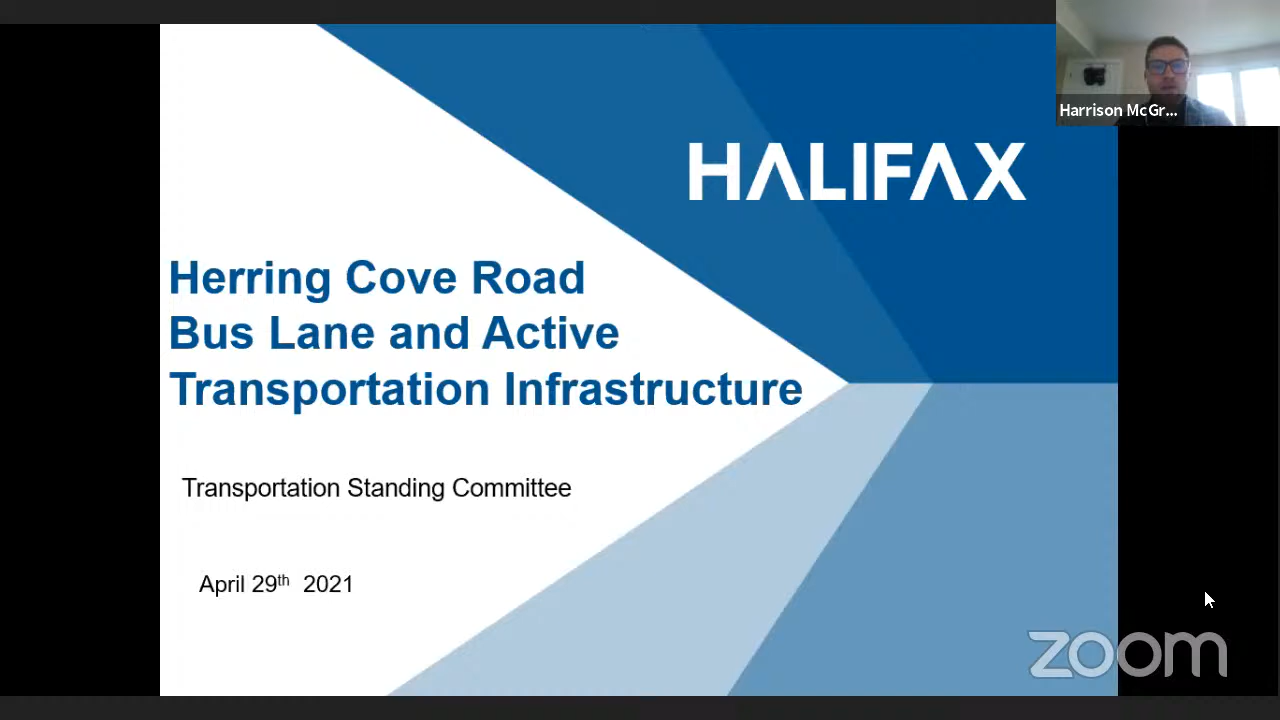 Harrison McGr...
HALIFAX
Herring Cove Road
Bus Lane and Active
Transportation Infrastructure
Transportation Standing Committee
April 29th 2021
zoom